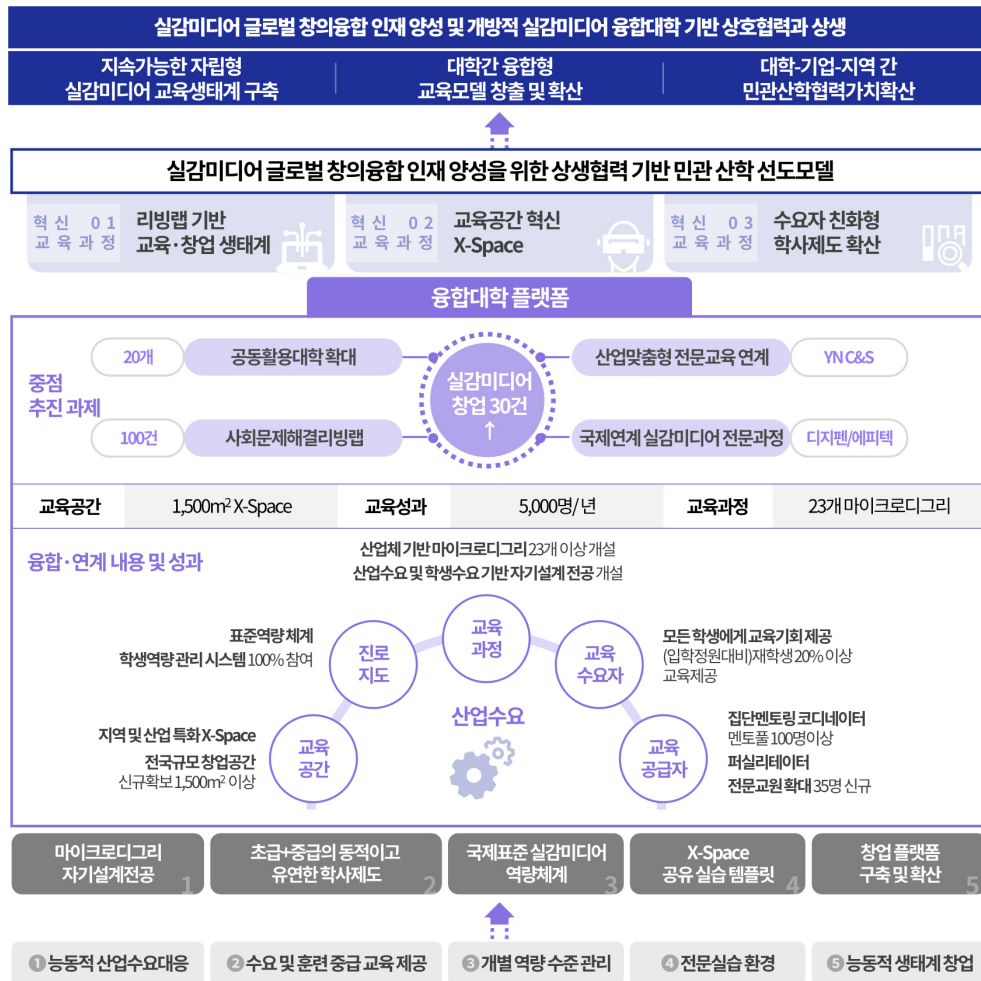 실감미디어 글로벌 창의융합 인재 양성 및 개방적 실감미디어 융합대학 기반 상호협력과 상생
지속가능한 자립형
실감미디어 교육생태계 구축
대학간 융합형
교육모델 창출 및 확산
대학-기업-지역 간
민관산학협력가치확산
실감미디어 글로벌 창의융합 인재 양성을 위한 상생협력 기반 민관 산학 선도모델
혁신 01
교육과정
리빙랩 기반
교육·창업 생태계
혁신 02
교육과정
교육공간 혁신
X-Space
혁신 03
교육과정
수요자 친화형
학사제도 확산
융합대학 플랫폼
중점
추진 과제
20개
공동활용대학 확대
100건
사회문제해결리빙랩
실감미디어
창업 30건
↑
산업맞춤형 전문교육 연계
YN C&S
국제연계 실감미디어 전문과정
디지펜/에피텍
교육공간
1,500m² X-Space
교육성과
5,000명/년
교육과정
23개 마이크로디그리
융합·연계 내용 및 성과
산업체 기반 마이크로디그리 23개 이상 개설
산업수요 및 학생수요 기반 자기설계 전공 개설
교육
과정
표준역량 체계
학생역량 관리 시스템 100% 참여
진로
지도
교육
수요자
모든 학생에게 교육기회 제공
(입학정원대비)재학생 20% 이상
교육제공
지역 및 산업 특화 X-Space
전국규모 창업공간
신규확보 1,500m² 이상
교육
공간
산업수요
교육
공급자
집단멘토링 코디네이터
멘토풀 100명이상
퍼실리테이터
전문교원 확대 35명 신규
마이크로디그리
자기설계전공
1
초급+중급의 동적이고
유연한 학사제도
2
국제표준 실감미디어
역량체계
3
X-Space
공유 실습 템플릿
4
창업 플랫폼
구축 및 확산
5
❶ 능동적 산업수요대응
❷ 수요 및 훈련 중급 교육 제공
❸ 개별 역량 수준 관리
❹ 전문실습 환경
❺ 능동적 생태계 창업